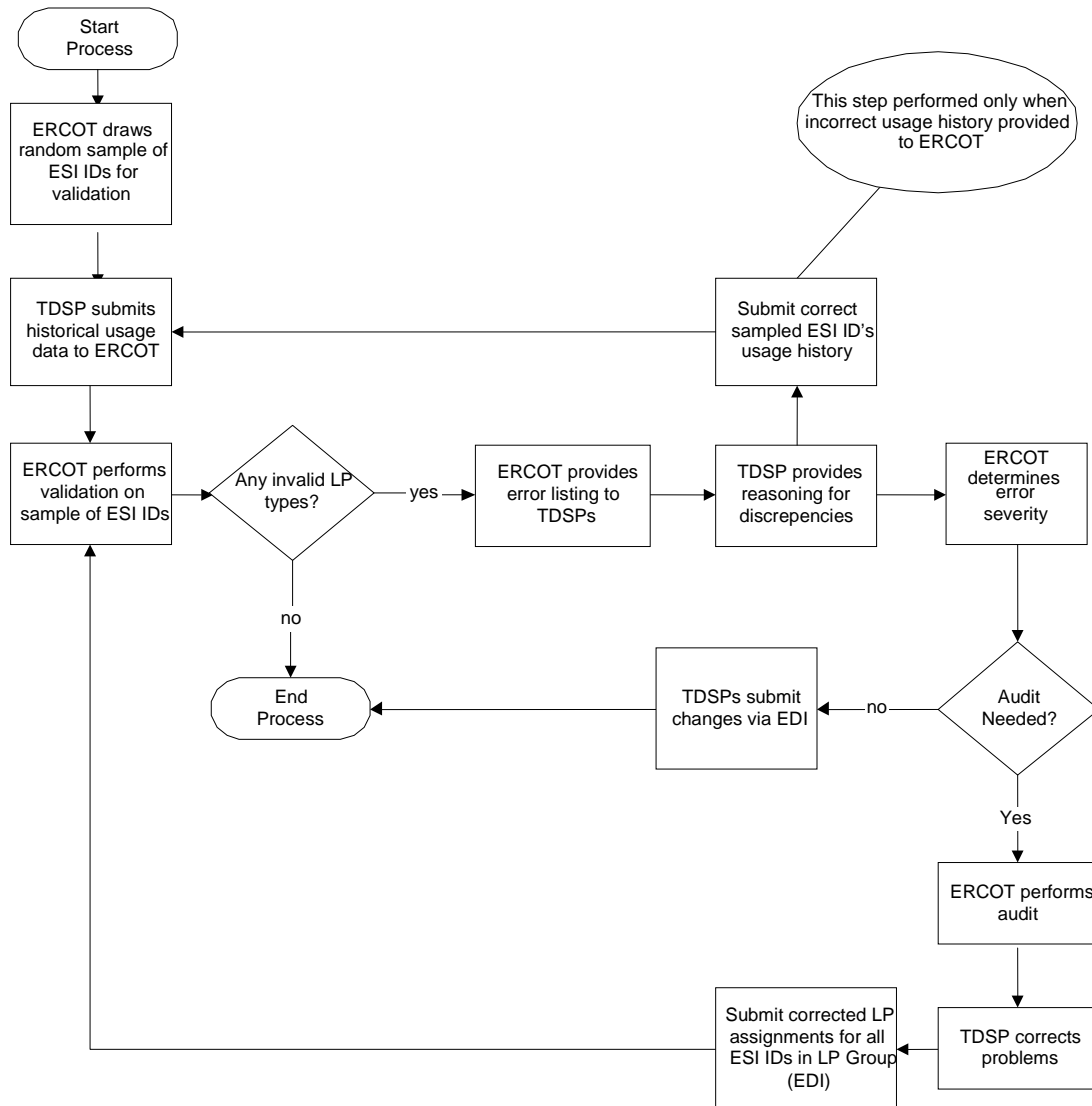 Start
Process
This step performed only when
incorrect usage history provided
to ERCOT
ERCOT draws
random sample of
ESI IDs for
validation
TDSP submits
historical usage
data to ERCOT
Submit correct
sampled ESI ID's
usage history
ERCOT performs
validation on
sample of ESI IDs
Any invalid LP
types?
yes
ERCOT provides
error listing to
TDSPs
TDSP provides
reasoning for
discrepencies
ERCOT
determines
error
severity
no
End
Process
TDSPs submit
changes via EDI
no
Audit
Needed?
Yes
ERCOT performs
audit
Submit corrected LP
assignments for all
ESI IDs in LP Group
(EDI)
TDSP corrects
problems